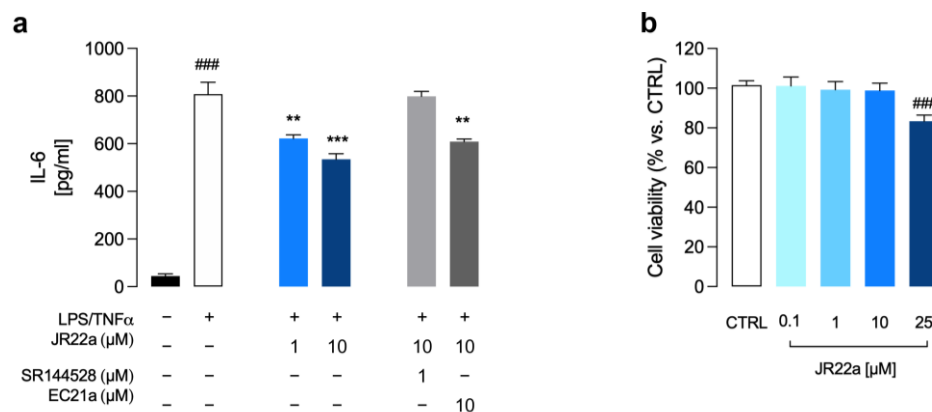 a
1000
800
600
400
200
0
IL-6
[pg/ml]
###
**
***
**
LPS/TNFα – + + + + +
JR22a (µM) – – 1 10 10 10
SR144528 (µM) – – – – 1 –
EC21a (µM) – – – – – 10
b
120
100
80
60
40
20
0
Cell viability (% vs. CTRL)
###
CTRL 0.1 1 10 25
JR22a [µM]